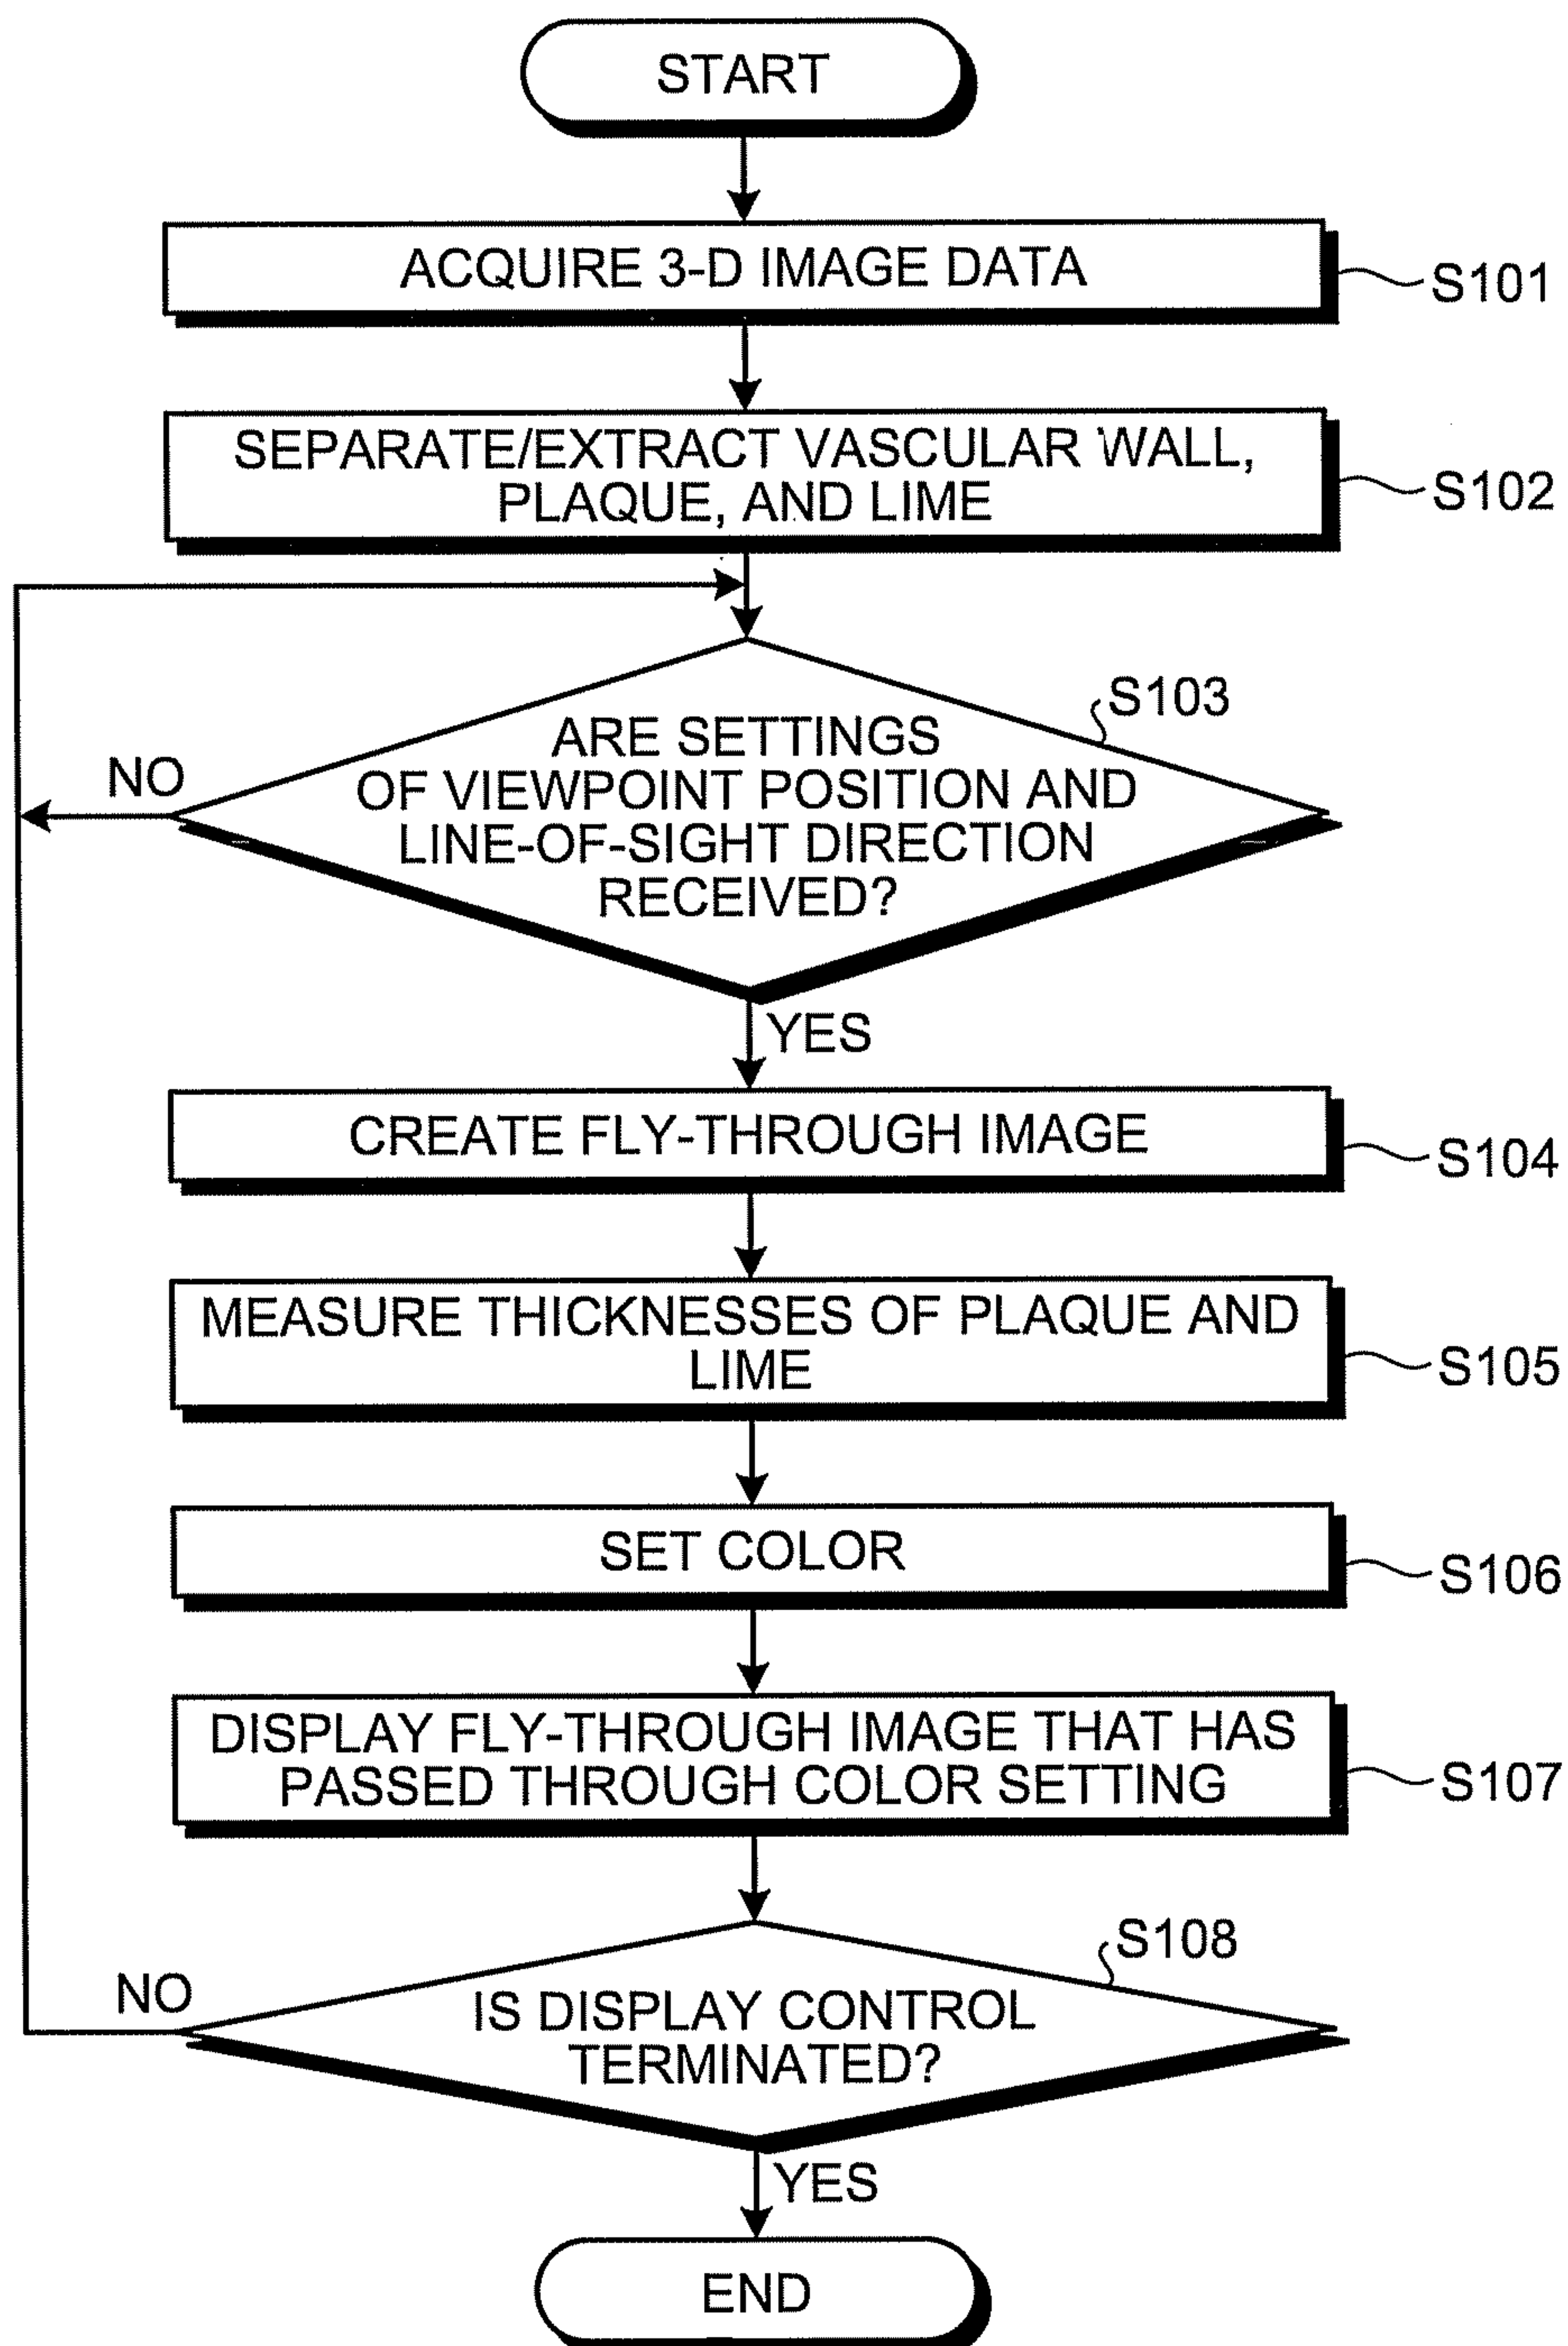 START
ACQUIRE 3-D IMAGE DATA
S101
SEPARATE/EXTRACT VASCULAR WALL,
PLAQUE, AND LIME
S102
S103
ARE SETTINGS
OF VIEWPOINT POSITION AND
LINE-OF-SIGHT DIRECTION
RECEIVED?
NO
YES
CREATE FLY-THROUGH IMAGE
S104
MEASURE THICKNESSES OF PLAQUE AND
LIME
S105
SET COLOR
S106
DISPLAY FLY-THROUGH IMAGE THAT HAS
PASSED THROUGH COLOR SETTING
S107
S108
IS DISPLAY CONTROL
TERMINATED?
NO
YES
END